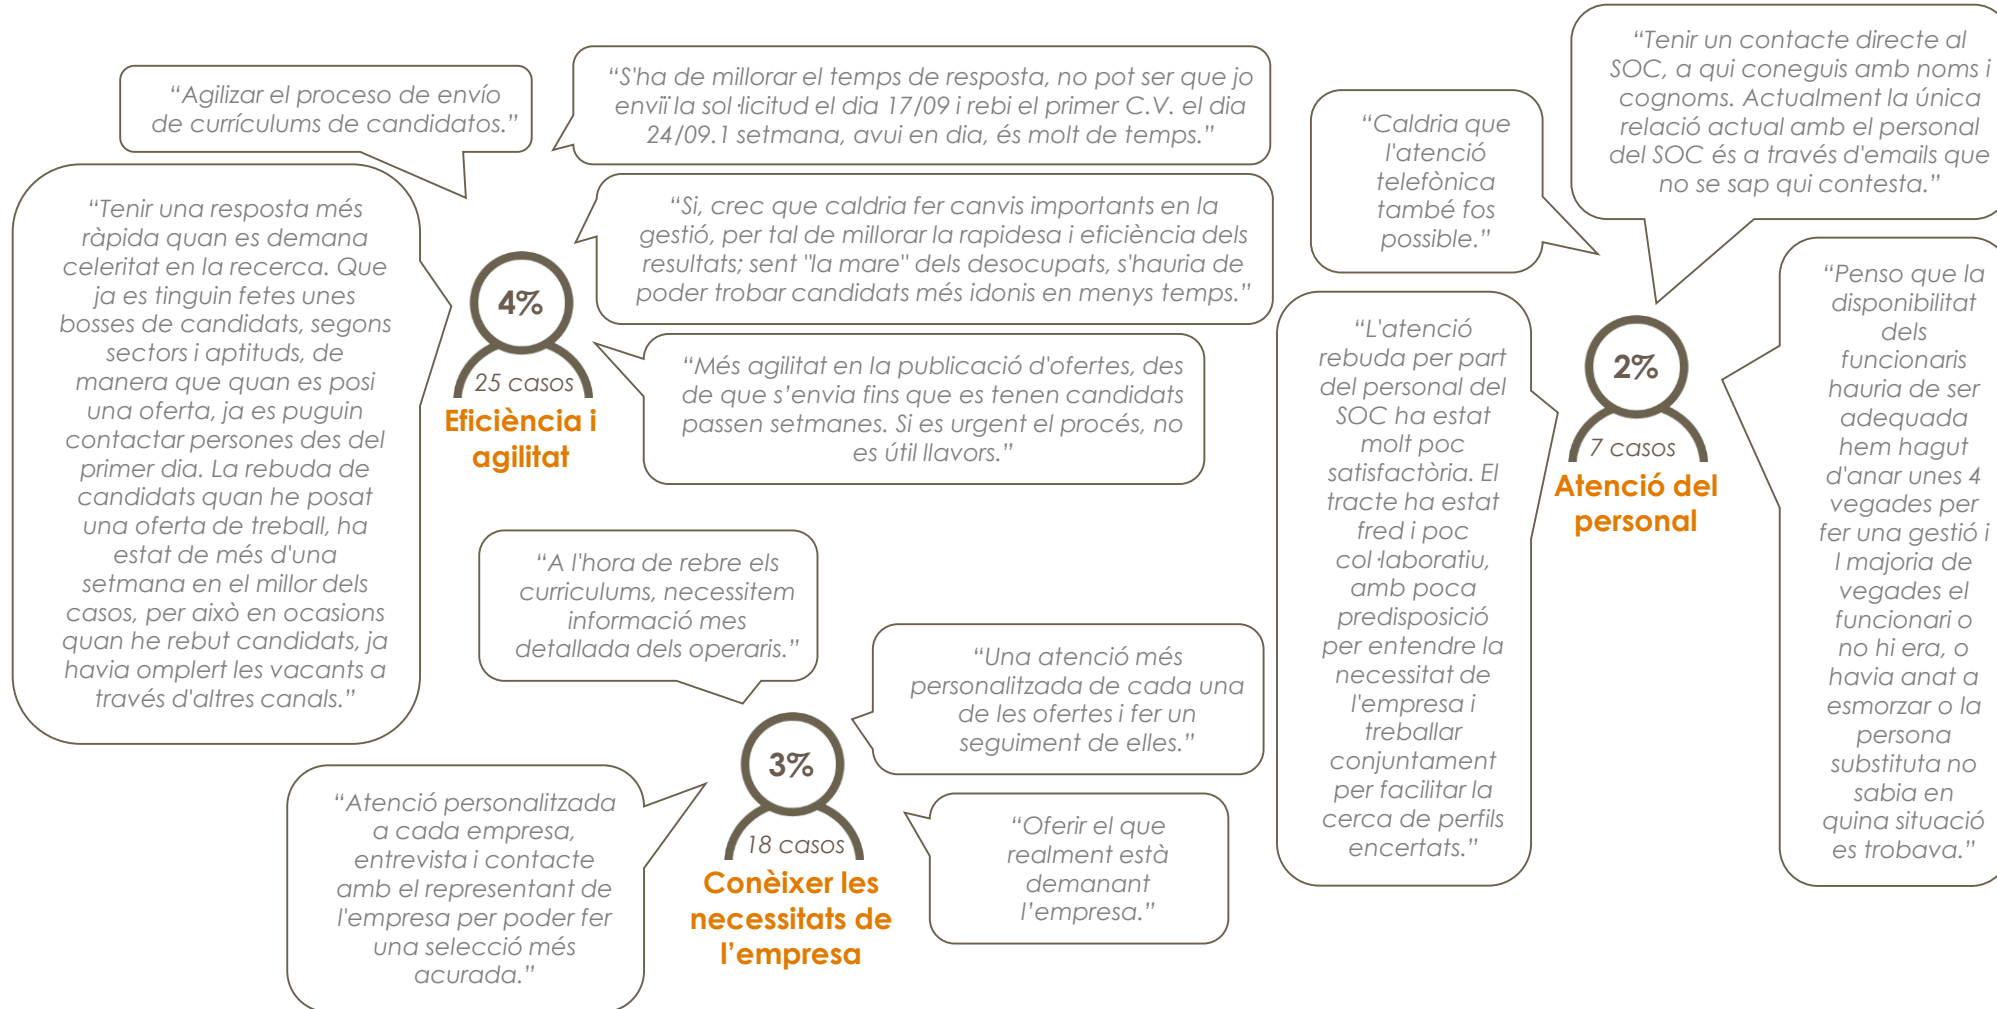 “Agilizar el proceso de envío
de currículums de candidatos.”
“S'ha de millorar el temps de resposta, no pot ser que jo
enviï la sol·licitud el dia 17/09 i rebi el primer C.V. el dia
24/09.1 setmana, avui en dia, és molt de temps.”
“Tenir una resposta més
ràpida quan es demana
celeritat en la recerca. Que
ja es tinguin fetes unes
bosses de candidats, segons
sectors i aptituds, de
manera que quan es posi
una oferta, ja es puguin
contactar persones des del
primer dia. La rebuda de
candidats quan he posat
una oferta de treball, ha
estat de més d'una
setmana en el millor dels
casos, per això en ocasions
quan he rebut candidats, ja
havia omplert les vacants a
través d'altres canals.”
“Si, crec que caldria fer canvis importants en la
gestió, per tal de millorar la rapidesa i eficiència dels
resultats; sent "la mare" dels desocupats, s'hauria de
poder trobar candidats més idonis en menys temps.”
“Més agilitat en la publicació d'ofertes, des
de que s’envia fins que es tenen candidats
passen setmanes. Si es urgent el procés, no
es útil llavors.”
4%
25 casos
Eficiència i
agilitat
“A l'hora de rebre els
curriculums, necessitem
informació mes
detallada dels operaris.”
“Una atenció més
personalitzada de cada una
de les ofertes i fer un
seguiment de elles.”
“Atenció personalitzada
a cada empresa,
entrevista i contacte
amb el representant de
l'empresa per poder fer
una selecció més
acurada.”
“Oferir el que
realment està
demanant
l’empresa.”
3%
18 casos
Conèixer les
necessitats de
l’empresa
“Caldria que
l'atenció
telefònica
també fos
possible.”
“Tenir un contacte directe al
SOC, a qui coneguis amb noms i
cognoms. Actualment la única
relació actual amb el personal
del SOC és a través d'emails que
no se sap qui contesta.”
“L'atenció
rebuda per part
del personal del
SOC ha estat
molt poc
satisfactòria. El
tracte ha estat
fred i poc
col·laboratiu,
amb poca
predisposició
per entendre la
necessitat de
l'empresa i
treballar
conjuntament
per facilitar la
cerca de perfils
encertats.”
2%
7 casos
Atenció del
personal
“Penso que la
disponibilitat
dels
funcionaris
hauria de ser
adequada
hem hagut
d'anar unes 4
vegades per
fer una gestió i
l majoria de
vegades el
funcionari o
no hi era, o
havia anat a
esmorzar o la
persona
substituta no
sabia en
quina situació
es trobava.”